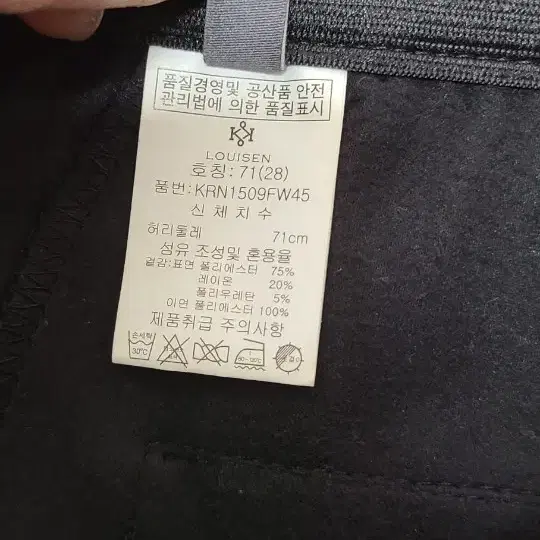 품질경영및 공산품 안전
관리법에 의한 품질표시
LOUISEN
호칭: 71(28)
품번: KRN1509FW45
신 체 치 수
허리둘레 71cm
섬유 조성및 혼용율
겉감:표면 폴리에스터 75%
레이온 20%
폴리우레탄 5%
이면 폴리에스터 100%
제품취급 주의사항
손세탁
30℃